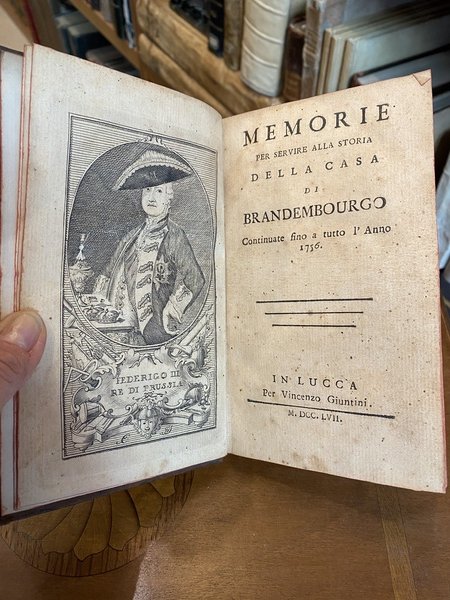 FEDERIGO III
RE DI PRUSSIA
MEMORIE
PER SERVIRE ALLA STORIA
DELLA CASA
DI
BRANDEMBOURGO
Continuate fino a tutto l'Anno
1756.
IN LUCCA
Per Vincenzo Giuntini.
M. DCC. LVII.